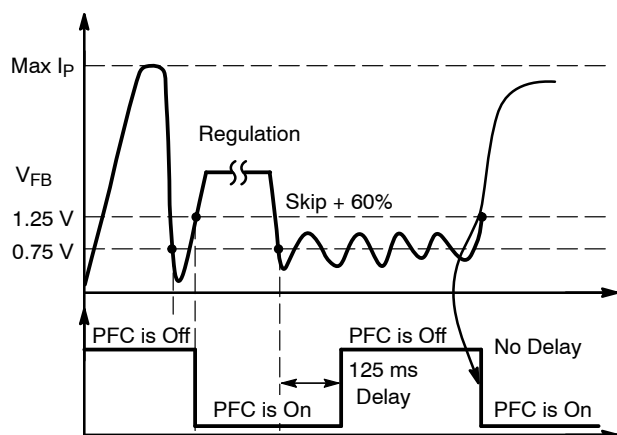 Max IP
Regulation
VFB
Skip + 60%
1.25 V
0.75 V
PFC is Off
PFC is Off
No Delay
125 ms
Delay
PFC is On
PFC is On